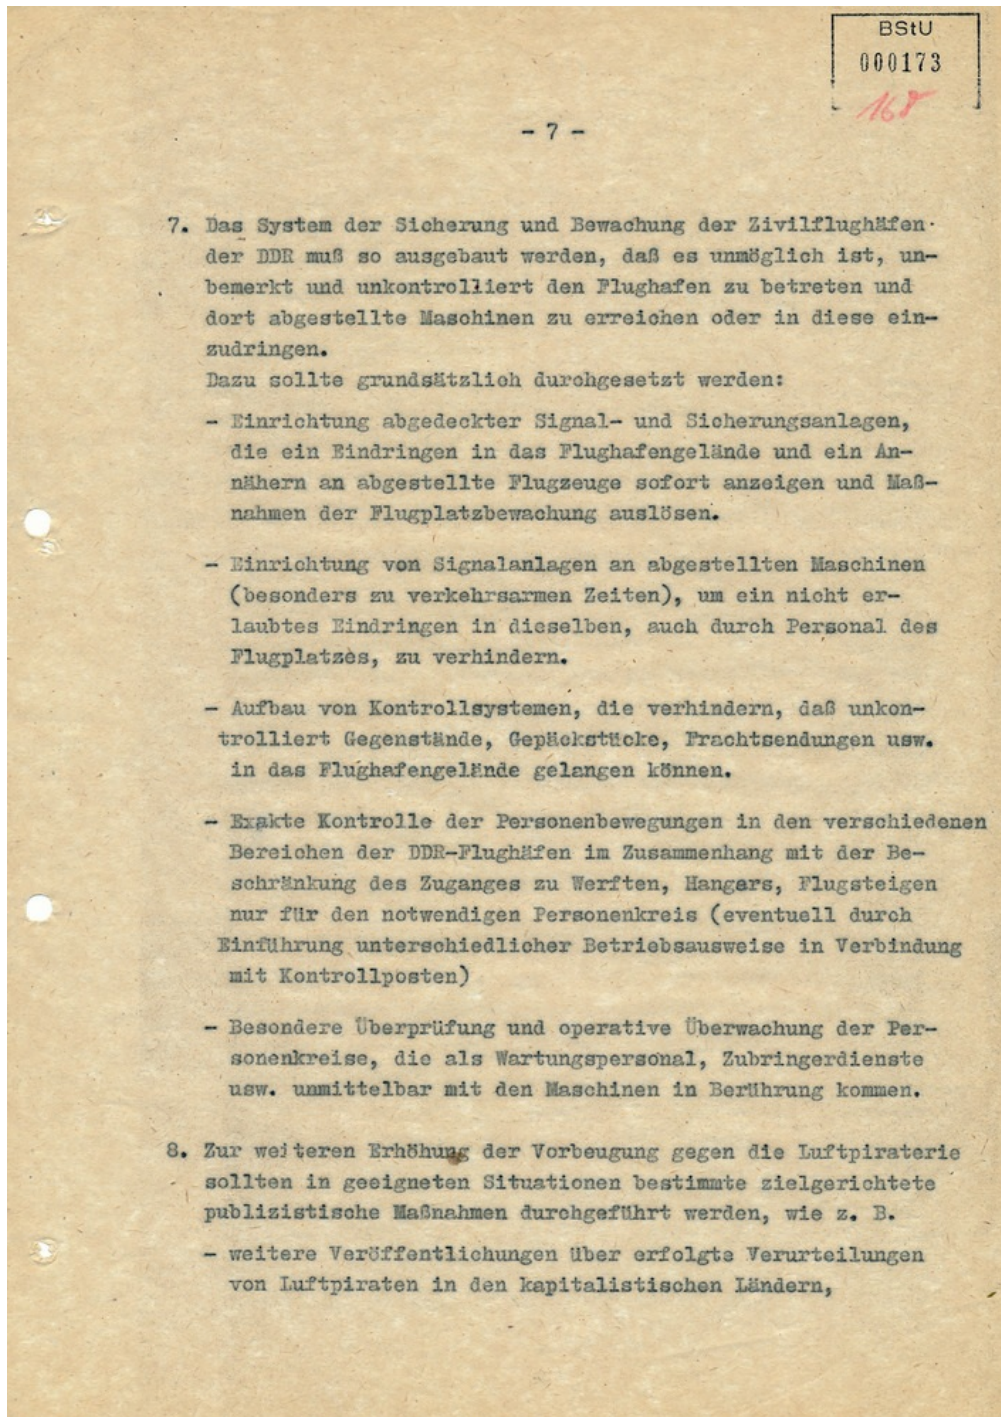 BStU
000173
168
- 7 -
7. Das System der Sicherung und Bewachung der Zivilflughäfen
der DDR muß so ausgebaut werden, daß es unmöglich ist, un-
bemerkt und unkontrolliert den Flughafen zu betreten und
dort abgestellte Maschinen zu erreichen oder in diese ein-
zudringen.
Dazu sollte grundsätzlich durchgesetzt werden:
- Einrichtung abgedeckter Signal- und Sicherungsanlagen,
die ein Eindringen in das Flughafengelände und ein An-
nähern an abgestellte Flugzeuge sofort anzeigen und Maß-
nahmen der Flugplatzbewachung auslösen.
- Einrichtung von Signalanlagen an abgestellten Maschinen
(besonders zu verkehrsarmen Zeiten), um ein nicht er-
laubtes Eindringen in dieselben, auch durch Personal des
Flugplatzes, zu verhindern.
- Aufbau von Kontrollsystemen, die verhindern, daß unkon-
trolliert Gegenstände, Gepäckstücke, Frachtsendungen usw.
in das Flughafengelände gelangen können.
- Exakte Kontrolle der Personenbewegungen in den verschiedenen
Bereichen der DDR-Flughäfen im Zusammenhang mit der Be-
schränkung des Zuganges zu Werften, Hangars, Flugsteigen
nur für den notwendigen Personenkreis (eventuell durch
Einführung unterschiedlicher Betriebsausweise in Verbindung
mit Kontrollposten)
- Besondere Überprüfung und operative Überwachung der Per-
sonenkreise, die als Wartungspersonal, Zubringerdienste
usw. unmittelbar mit den Maschinen in Berührung kommen.
8. Zur weiteren Erhöhung der Vorbeugung gegen die Luftpiraterie
sollten in geeigneten Situationen bestimmte zielgerichtete
publizistische Maßnahmen durchgeführt werden, wie z. B.
- weitere Veröffentlichungen über erfolgte Verurteilungen
von Luftpiraten in den kapitalistischen Ländern,